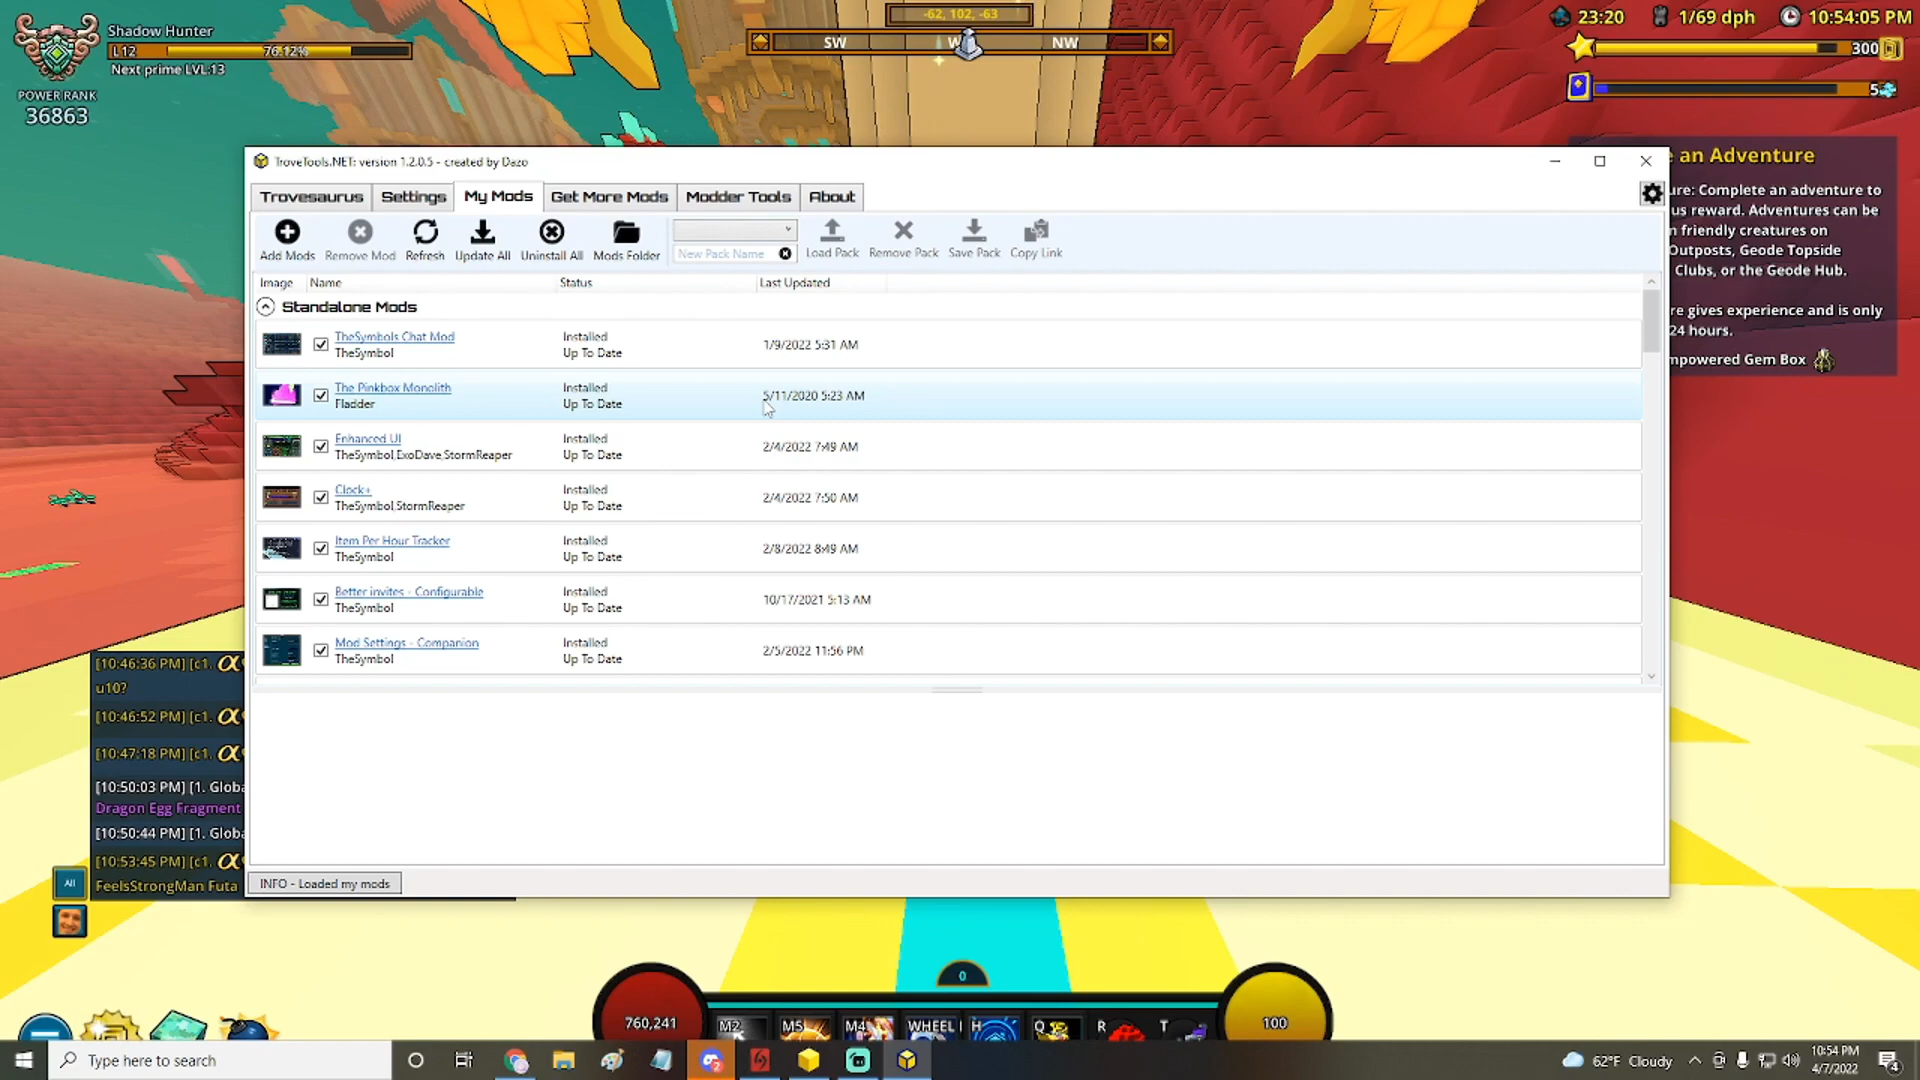 Shadow Hunter
L12 76.12%
Next prime LVL:13
POWER RANK
36863
-62, 102, -63
SW W NW
23:20 1/69 dph 10:54:05 PM
300
5
an Adventure
ure: Complete an adventure to
us reward. Adventures can be
n friendly creatures on
Outposts, Geode Topside
Clubs, or the Geode Hub.
re gives experience and is only
24 hours.
mpowered Gem Box
TroveTools.NET: version 1.2.0.5 - created by Dazo
Trovesaurus Settings My Mods Get More Mods Modder Tools About
Add Mods Remove Mod Refresh Update All Uninstall All Mods Folder New Pack Name Load Pack Remove Pack Save Pack Copy Link
Image Name Status Last Updated
Standalone Mods
TheSymbols Chat Mod Installed
TheSymbol Up To Date 1/9/2022 5:31 AM
The Pinkbox Monolith Installed
Fladder Up To Date 5/11/2020 5:23 AM
Enhanced UI Installed
TheSymbol,ExoDave,StormReaper Up To Date 2/4/2022 7:49 AM
Clock+ Installed
TheSymbol,StormReaper Up To Date 2/4/2022 7:50 AM
Item Per Hour Tracker Installed
TheSymbol Up To Date 2/8/2022 8:49 AM
Better invites - Configurable Installed
TheSymbol Up To Date 10/17/2021 5:13 AM
Mod Settings - Companion Installed
TheSymbol Up To Date 2/5/2022 11:56 PM
INFO - Loaded my mods
[10:46:36 PM] [c1. α
u10?
[10:46:52 PM] [c1. α
[10:47:18 PM] [c1. α
[10:50:03 PM] [1. Globa
Dragon Egg Fragment
[10:50:44 PM] [1. Globa
[10:53:45 PM] [c1. α
FeelsStrongMan Futa
All
0
760,241 M2 M5 M4 WHEEL H Q R T 100
Type here to search
62°F Cloudy
10:54 PM
4/7/2022
4